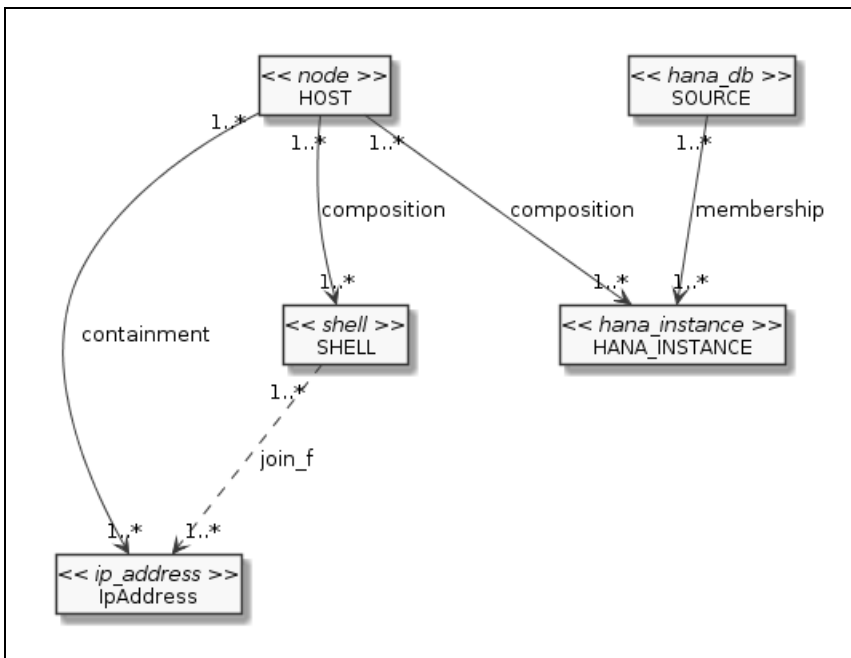 << node >>
HOST
<< hana_db >>
SOURCE
1..*
1..*
1..*
1..*
composition
composition
membership
1..*
1..*
1..*
<< shell >>
SHELL
<< hana_instance >>
HANA_INSTANCE
containment
1..*
join_f
1..*
1..*
<< ip_address >>
IpAddress